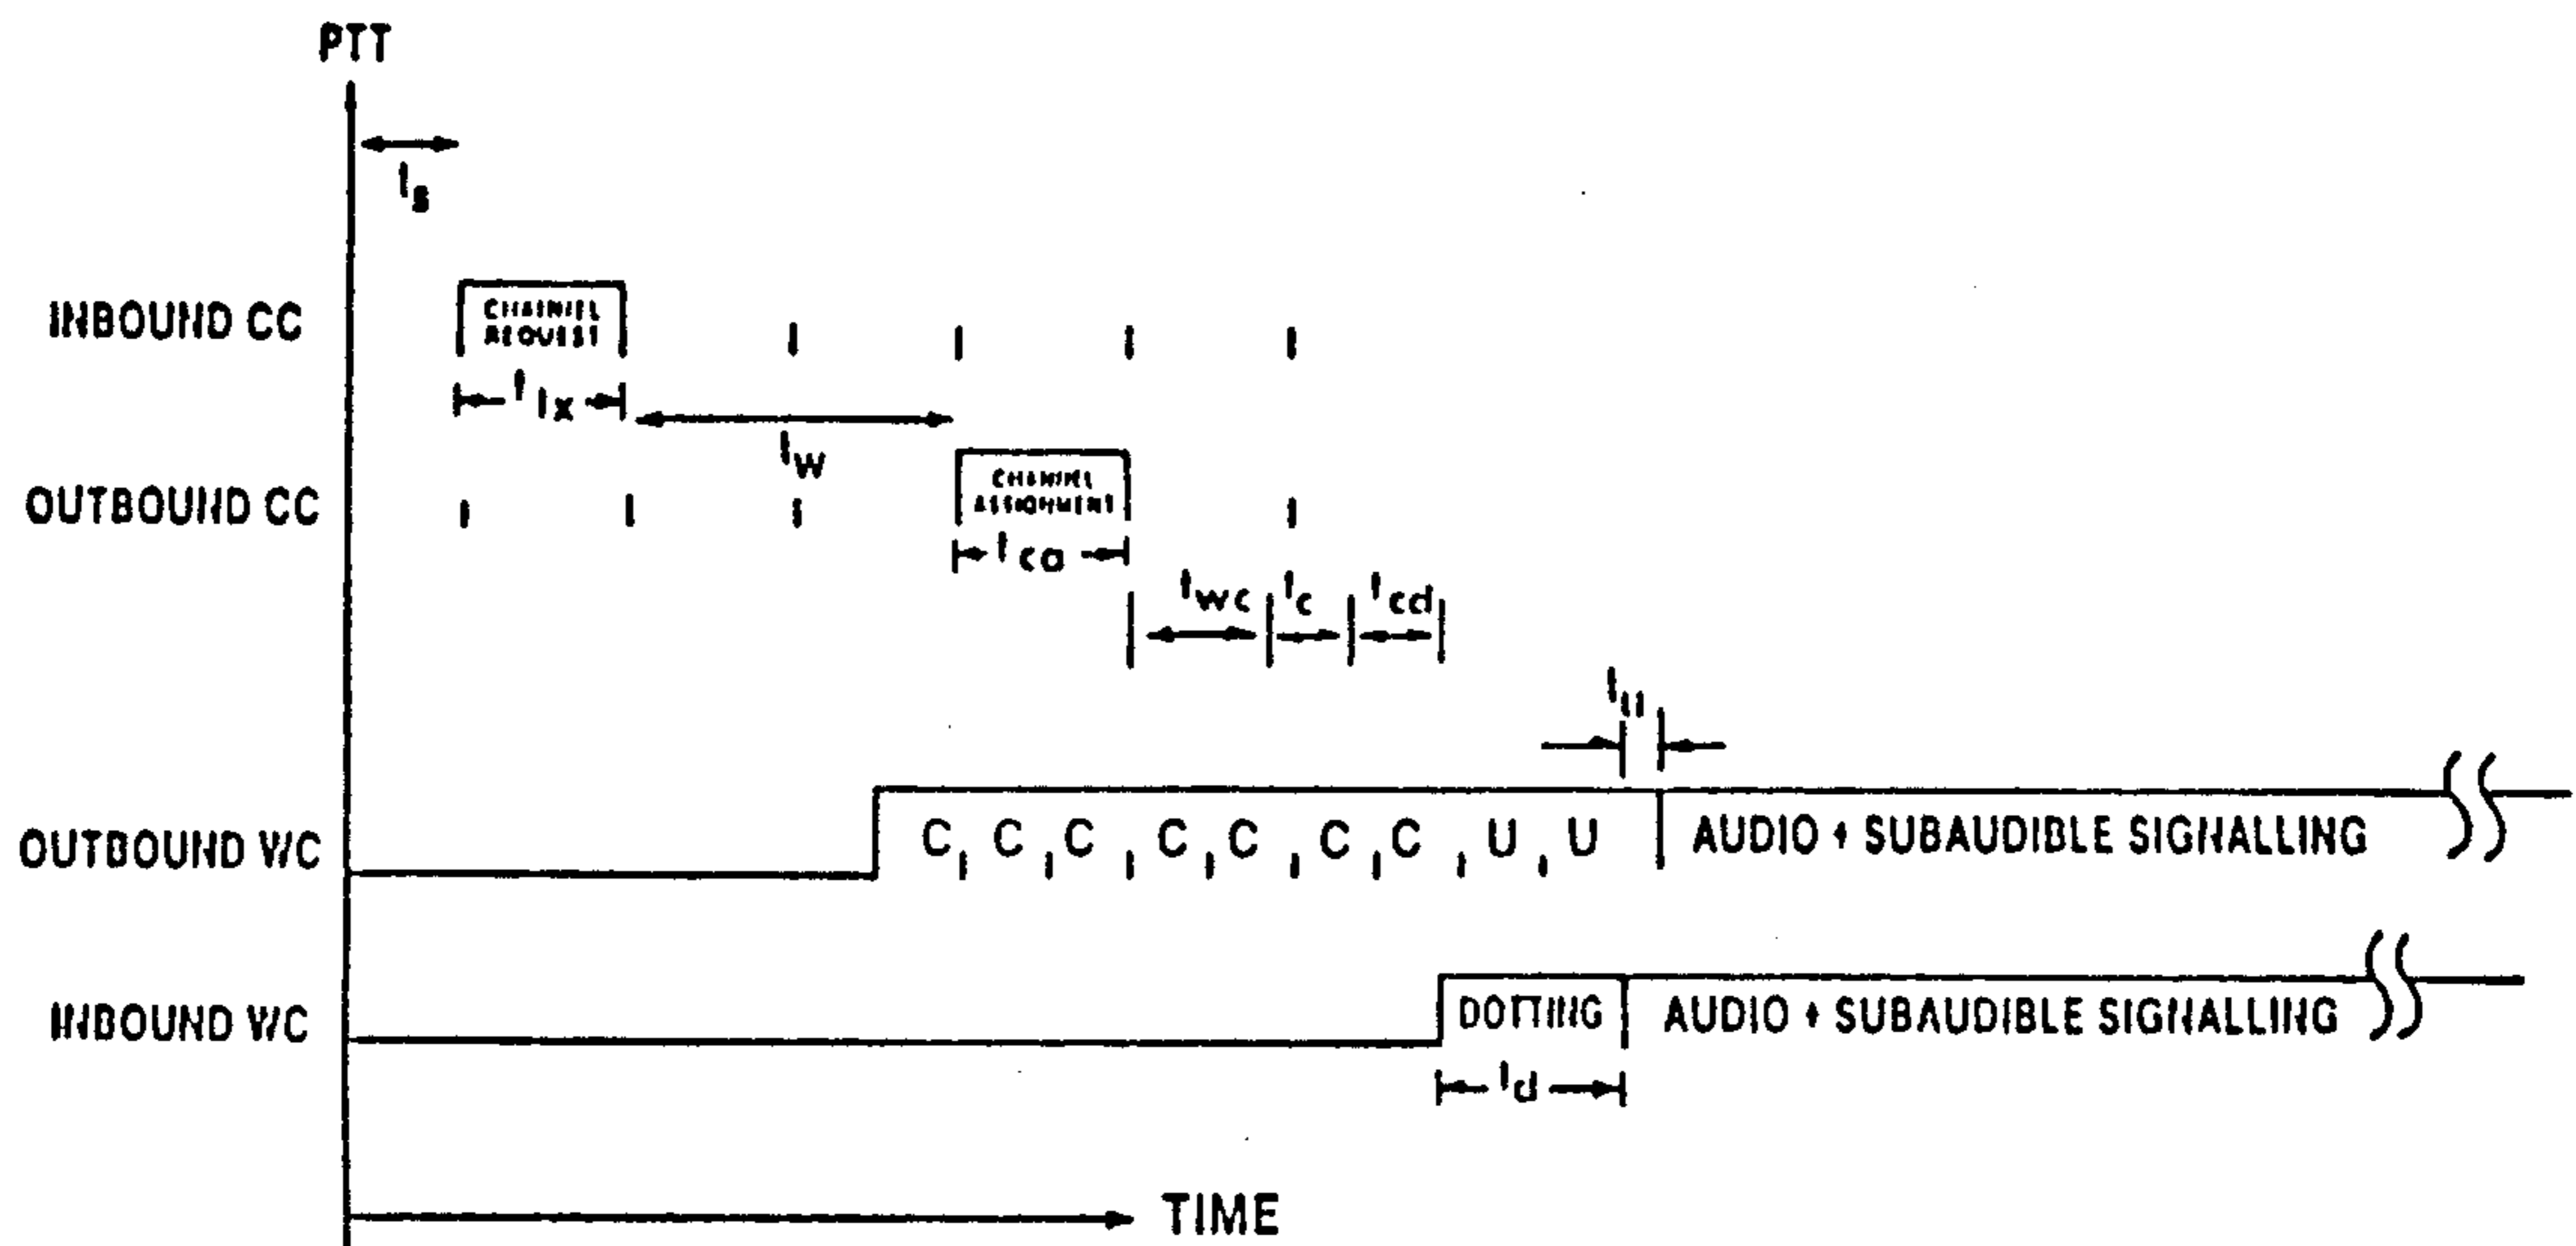 PTT
ts
INBOUND CC
CHANNEL
REQUEST
ttx
tw
OUTBOUND CC
CHANNEL
ASSIGNMENT
tca
twc tc tcd
tu
OUTBOUND WC C C C C C C C U U AUDIO + SUBAUDIBLE SIGNALLING
INBOUND WC DOTTING AUDIO + SUBAUDIBLE SIGNALLING
td
TIME